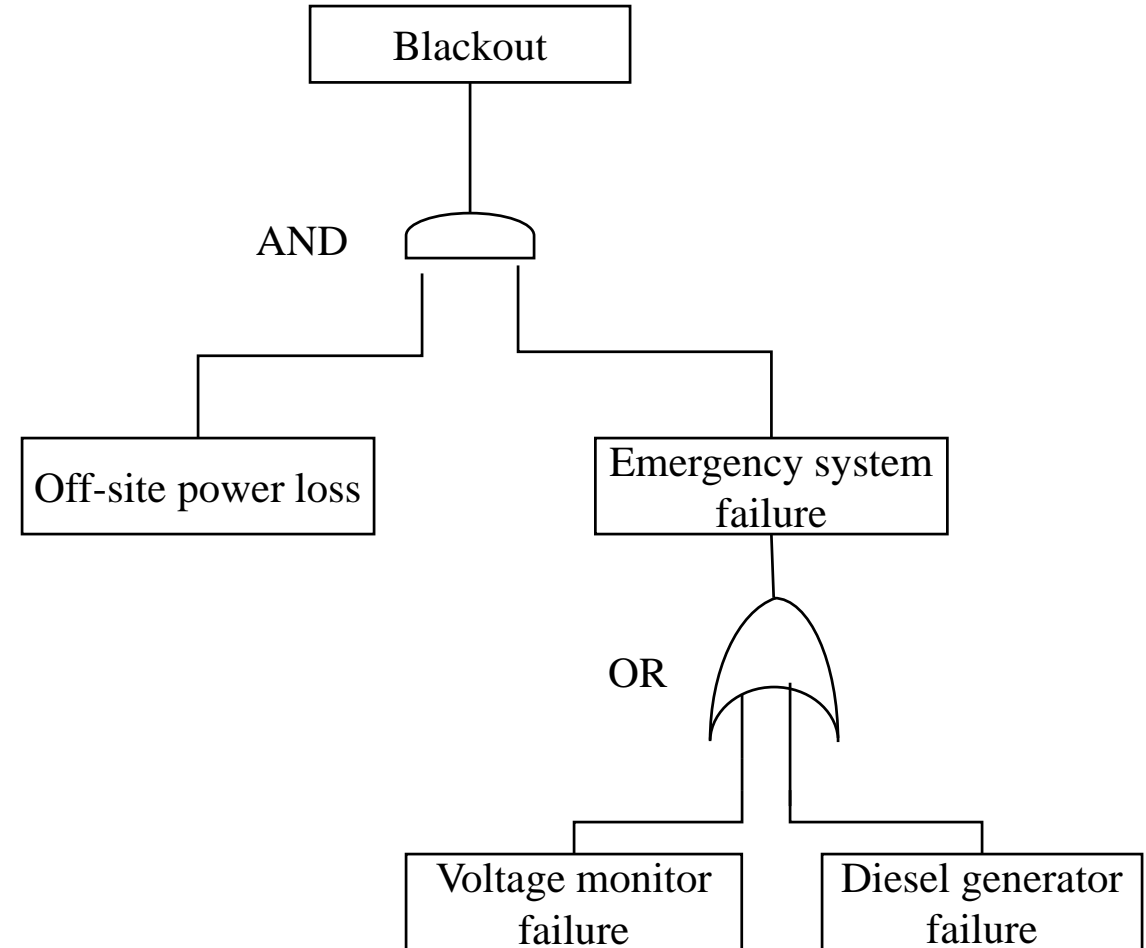 Blackout
AND
Off-site power loss
Emergency system
failure
OR
Voltage monitor
failure
Diesel generator
failure